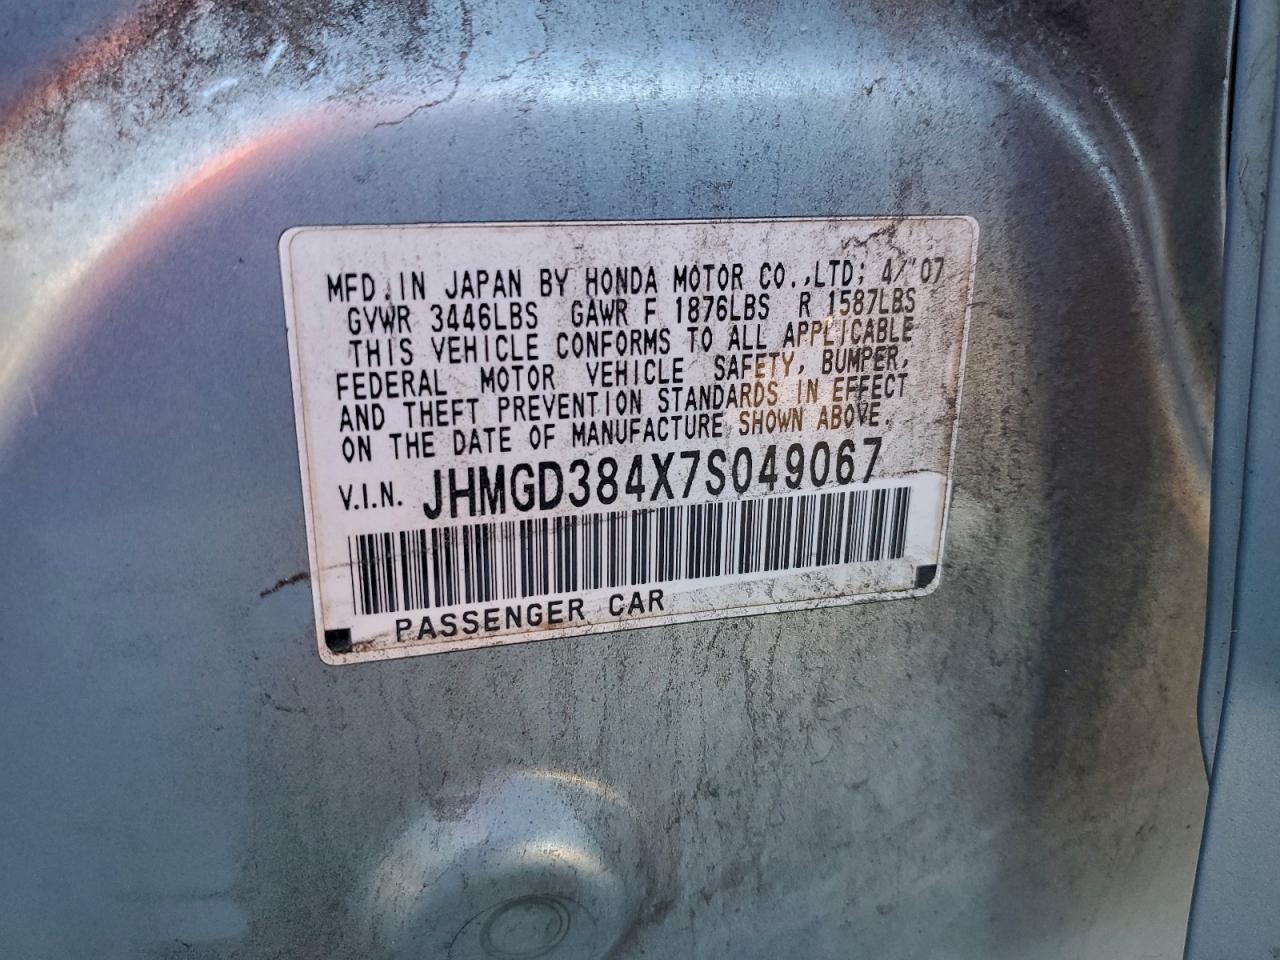 MFD. IN JAPAN BY HONDA MOTOR CO.,LTD; 4/"07
GVWR 3446LBS GAWR F 1876LBS R 1587LBS
THIS VEHICLE CONFORMS TO ALL APPLICABLE
FEDERAL MOTOR VEHICLE SAFETY, BUMPER,
AND THEFT PREVENTION STANDARDS IN EFFECT
ON THE DATE OF MANUFACTURE SHOWN ABOVE.
V.I.N. JHMGD384X7S049067
PASSENGER CAR